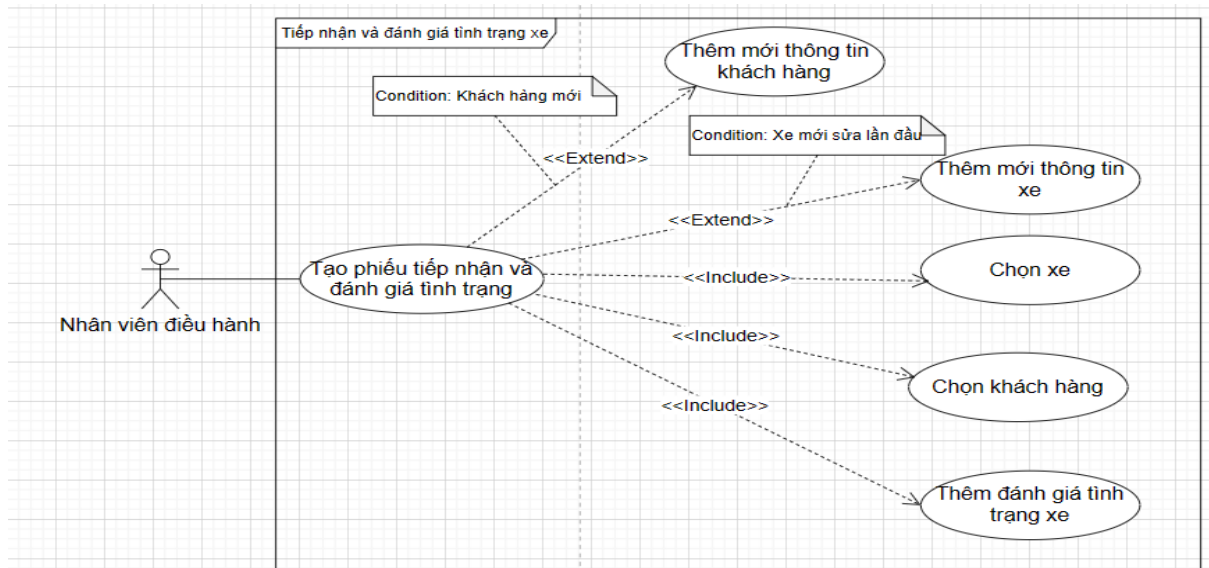 Tiếp nhận và đánh giá tình trạng xe
Thêm mới thông tin
khách hàng
Condition: Khách hàng mới
Condition: Xe mới sửa lần đầu
<<Extend>>
Thêm mới thông tin
xe
<<Extend>>
Tạo phiếu tiếp nhận và
đánh giá tình trạng
<<Include>>
Chọn xe
Nhân viên điều hành
<<Include>>
Chọn khách hàng
<<Include>>
Thêm đánh giá tình
trạng xe